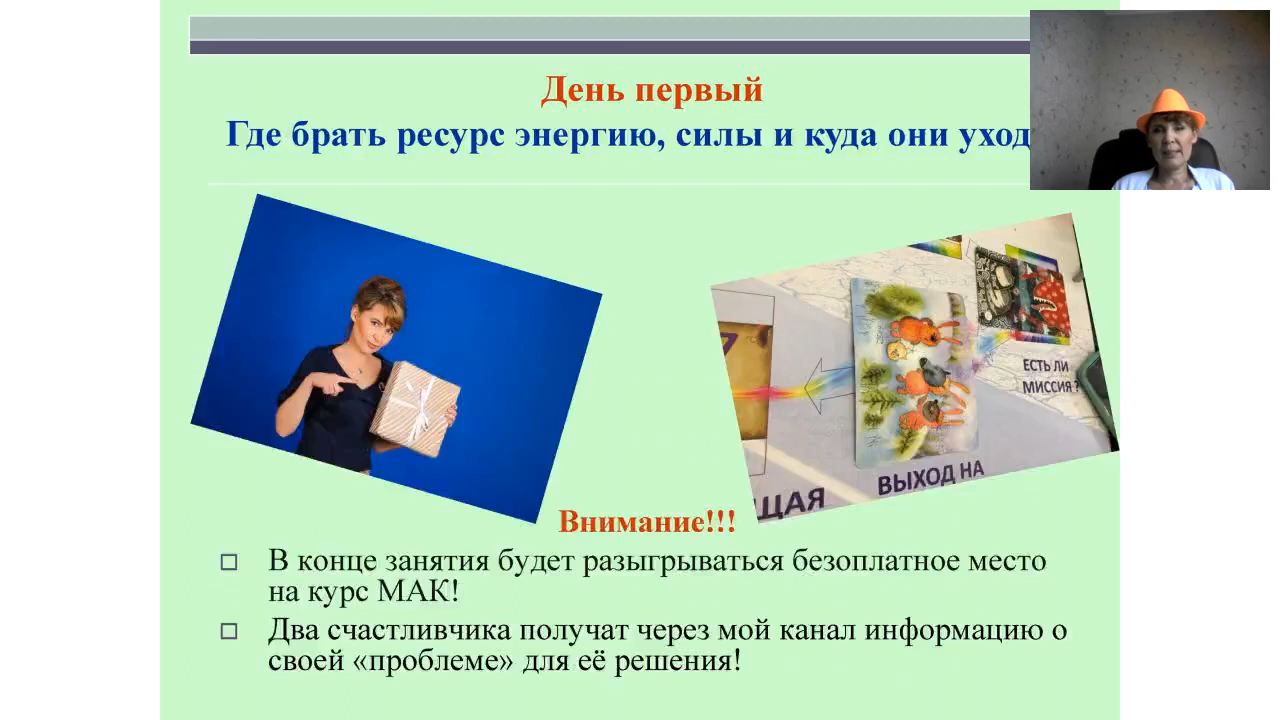 День первый
Где брать ресурс энергию, силы и куда они уход
ЕСТЬ ЛИ
МИССИЯ?
ВЫХОД НА
ЩАЯ
Внимание!!!
В конце занятия будет разыгрываться безоплатное место
на курс МАК!
Два счастливчика получат через мой канал информацию о
своей «проблеме» для её решения!